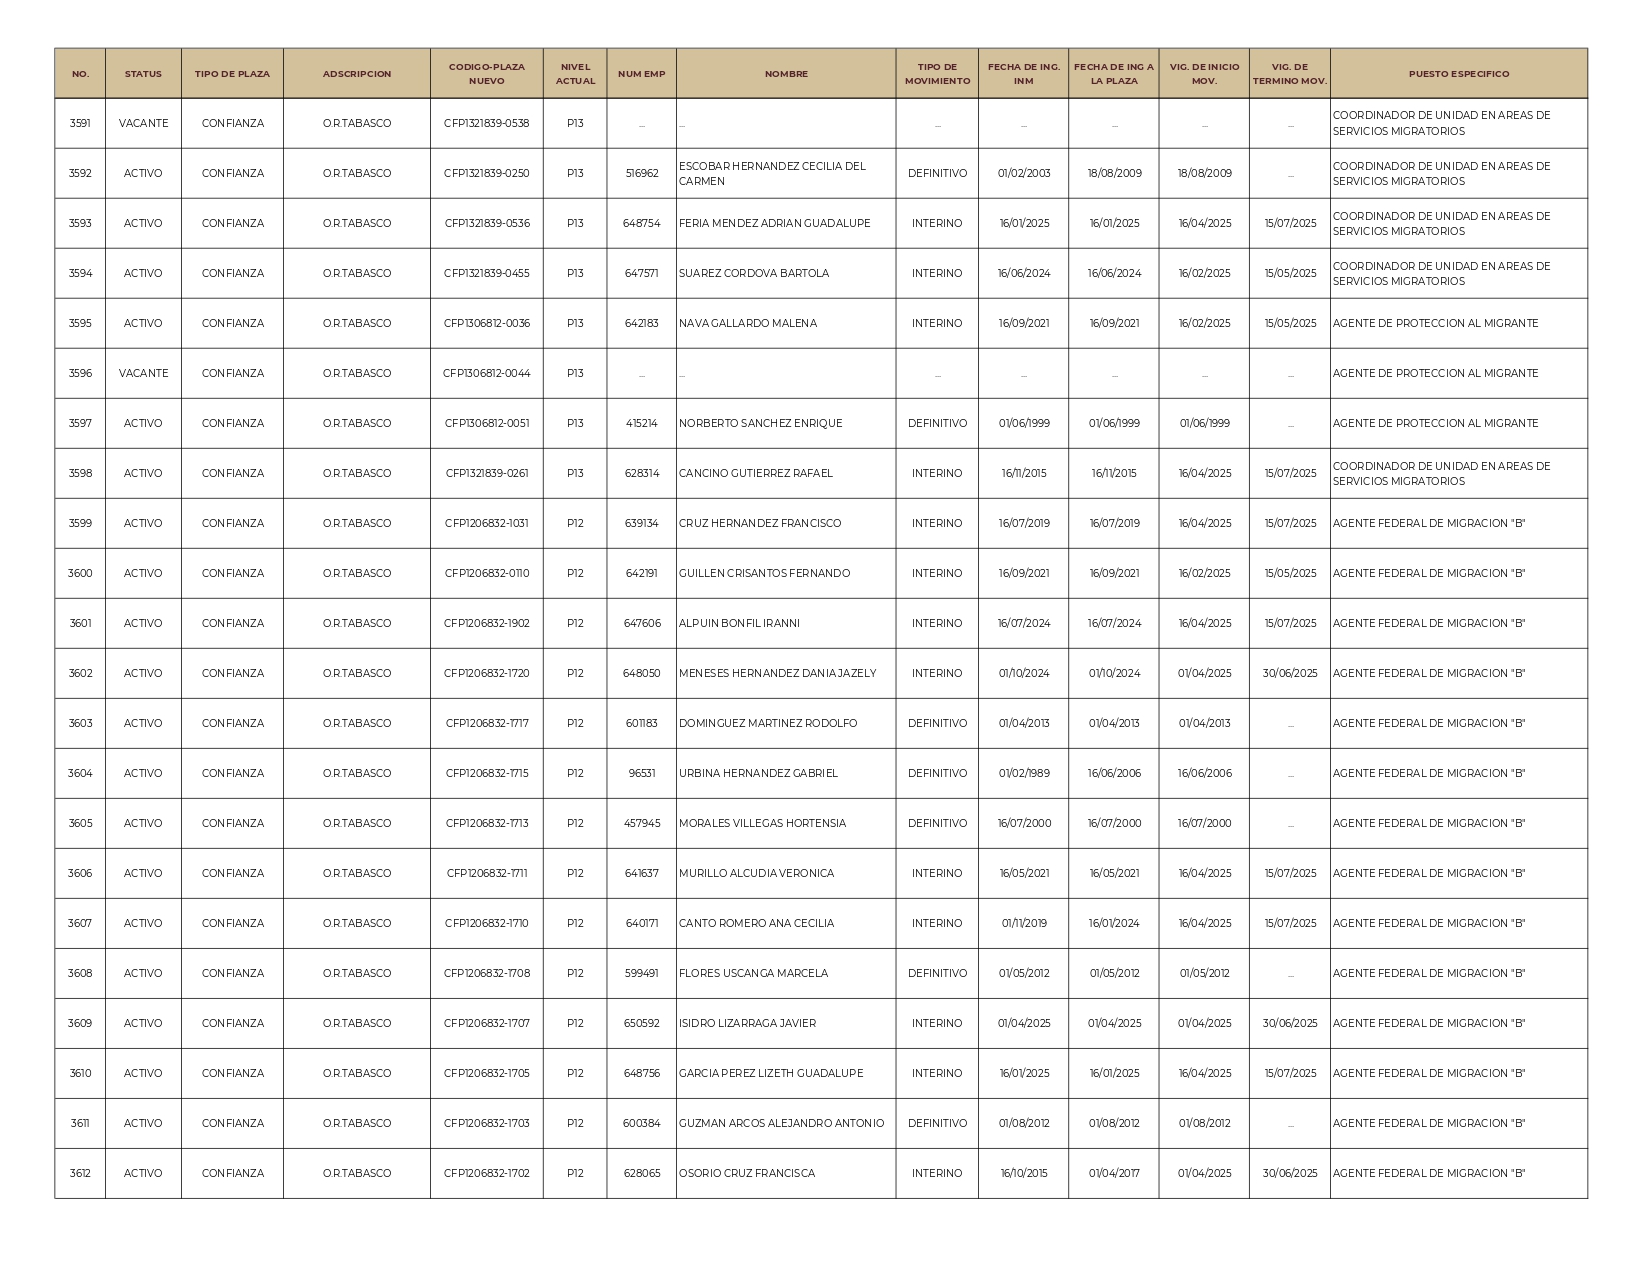 NO. STATUS TIPO DE PLAZA ADSCRIPCION CODIGO-PLAZA NUEVO NIVEL ACTUAL NUM EMP NOMBRE TIPO DE MOVIMIENTO FECHA DE ING. INM FECHA DE ING A LA PLAZA VIG. DE INICIO MOV. VIG. DE TERMINO MOV. PUESTO ESPECIFICO
3591 VACANTE CONFIANZA O.R.TABASCO CFP1321839-0538 P13 ... ... ... ... ... ... ... COORDINADOR DE UNIDAD EN AREAS DE SERVICIOS MIGRATORIOS
3592 ACTIVO CONFIANZA O.R.TABASCO CFP1321839-0250 P13 516962 ESCOBAR HERNANDEZ CECILIA DEL CARMEN DEFINITIVO 01/02/2003 18/08/2009 18/08/2009 ... COORDINADOR DE UNIDAD EN AREAS DE SERVICIOS MIGRATORIOS
3593 ACTIVO CONFIANZA O.R.TABASCO CFP1321839-0536 P13 648754 FERIA MENDEZ ADRIAN GUADALUPE INTERINO 16/01/2025 16/01/2025 16/04/2025 15/07/2025 COORDINADOR DE UNIDAD EN AREAS DE SERVICIOS MIGRATORIOS
3594 ACTIVO CONFIANZA O.R.TABASCO CFP1321839-0455 P13 647571 SUAREZ CORDOVA BARTOLA INTERINO 16/06/2024 16/06/2024 16/02/2025 15/05/2025 COORDINADOR DE UNIDAD EN AREAS DE SERVICIOS MIGRATORIOS
3595 ACTIVO CONFIANZA O.R.TABASCO CFP1306812-0036 P13 642183 NAVA GALLARDO MALENA INTERINO 16/09/2021 16/09/2021 16/02/2025 15/05/2025 AGENTE DE PROTECCION AL MIGRANTE
3596 VACANTE CONFIANZA O.R.TABASCO CFP1306812-0044 P13 ... ... ... ... ... ... ... AGENTE DE PROTECCION AL MIGRANTE
3597 ACTIVO CONFIANZA O.R.TABASCO CFP1306812-0051 P13 415214 NORBERTO SANCHEZ ENRIQUE DEFINITIVO 01/06/1999 01/06/1999 01/06/1999 ... AGENTE DE PROTECCION AL MIGRANTE
3598 ACTIVO CONFIANZA O.R.TABASCO CFP1321839-0261 P13 628314 CANCINO GUTIERREZ RAFAEL INTERINO 16/11/2015 16/11/2015 16/04/2025 15/07/2025 COORDINADOR DE UNIDAD EN AREAS DE SERVICIOS MIGRATORIOS
3599 ACTIVO CONFIANZA O.R.TABASCO CFP1206832-1031 P12 639134 CRUZ HERNANDEZ FRANCISCO INTERINO 16/07/2019 16/07/2019 16/04/2025 15/07/2025 AGENTE FEDERAL DE MIGRACION "B"
3600 ACTIVO CONFIANZA O.R.TABASCO CFP1206832-0110 P12 642191 GUILLEN CRISANTOS FERNANDO INTERINO 16/09/2021 16/09/2021 16/02/2025 15/05/2025 AGENTE FEDERAL DE MIGRACION "B"
3601 ACTIVO CONFIANZA O.R.TABASCO CFP1206832-1902 P12 647606 ALPUIN BONFIL IRANNI INTERINO 16/07/2024 16/07/2024 16/04/2025 15/07/2025 AGENTE FEDERAL DE MIGRACION "B"
3602 ACTIVO CONFIANZA O.R.TABASCO CFP1206832-1720 P12 648050 MENESES HERNANDEZ DANIA JAZELY INTERINO 01/10/2024 01/10/2024 01/04/2025 30/06/2025 AGENTE FEDERAL DE MIGRACION "B"
3603 ACTIVO CONFIANZA O.R.TABASCO CFP1206832-1717 P12 601183 DOMINGUEZ MARTINEZ RODOLFO DEFINITIVO 01/04/2013 01/04/2013 01/04/2013 ... AGENTE FEDERAL DE MIGRACION "B"
3604 ACTIVO CONFIANZA O.R.TABASCO CFP1206832-1715 P12 96531 URBINA HERNANDEZ GABRIEL DEFINITIVO 01/02/1989 16/06/2006 16/06/2006 ... AGENTE FEDERAL DE MIGRACION "B"
3605 ACTIVO CONFIANZA O.R.TABASCO CFP1206832-1713 P12 457945 MORALES VILLEGAS HORTENSIA DEFINITIVO 16/07/2000 16/07/2000 16/07/2000 ... AGENTE FEDERAL DE MIGRACION "B"
3606 ACTIVO CONFIANZA O.R.TABASCO CFP1206832-1711 P12 641637 MURILLO ALCUDIA VERONICA INTERINO 16/05/2021 16/05/2021 16/04/2025 15/07/2025 AGENTE FEDERAL DE MIGRACION "B"
3607 ACTIVO CONFIANZA O.R.TABASCO CFP1206832-1710 P12 640171 CANTO ROMERO ANA CECILIA INTERINO 01/11/2019 16/01/2024 16/04/2025 15/07/2025 AGENTE FEDERAL DE MIGRACION "B"
3608 ACTIVO CONFIANZA O.R.TABASCO CFP1206832-1708 P12 599491 FLORES USCANGA MARCELA DEFINITIVO 01/05/2012 01/05/2012 01/05/2012 ... AGENTE FEDERAL DE MIGRACION "B"
3609 ACTIVO CONFIANZA O.R.TABASCO CFP1206832-1707 P12 650592 ISIDRO LIZARRAGA JAVIER INTERINO 01/04/2025 01/04/2025 01/04/2025 30/06/2025 AGENTE FEDERAL DE MIGRACION "B"
3610 ACTIVO CONFIANZA O.R.TABASCO CFP1206832-1705 P12 648756 GARCIA PEREZ LIZETH GUADALUPE INTERINO 16/01/2025 16/01/2025 16/04/2025 15/07/2025 AGENTE FEDERAL DE MIGRACION "B"
3611 ACTIVO CONFIANZA O.R.TABASCO CFP1206832-1703 P12 600384 GUZMAN ARCOS ALEJANDRO ANTONIO DEFINITIVO 01/08/2012 01/08/2012 01/08/2012 ... AGENTE FEDERAL DE MIGRACION "B"
3612 ACTIVO CONFIANZA O.R.TABASCO CFP1206832-1702 P12 628065 OSORIO CRUZ FRANCISCA INTERINO 16/10/2015 01/04/2017 01/04/2025 30/06/2025 AGENTE FEDERAL DE MIGRACION "B"